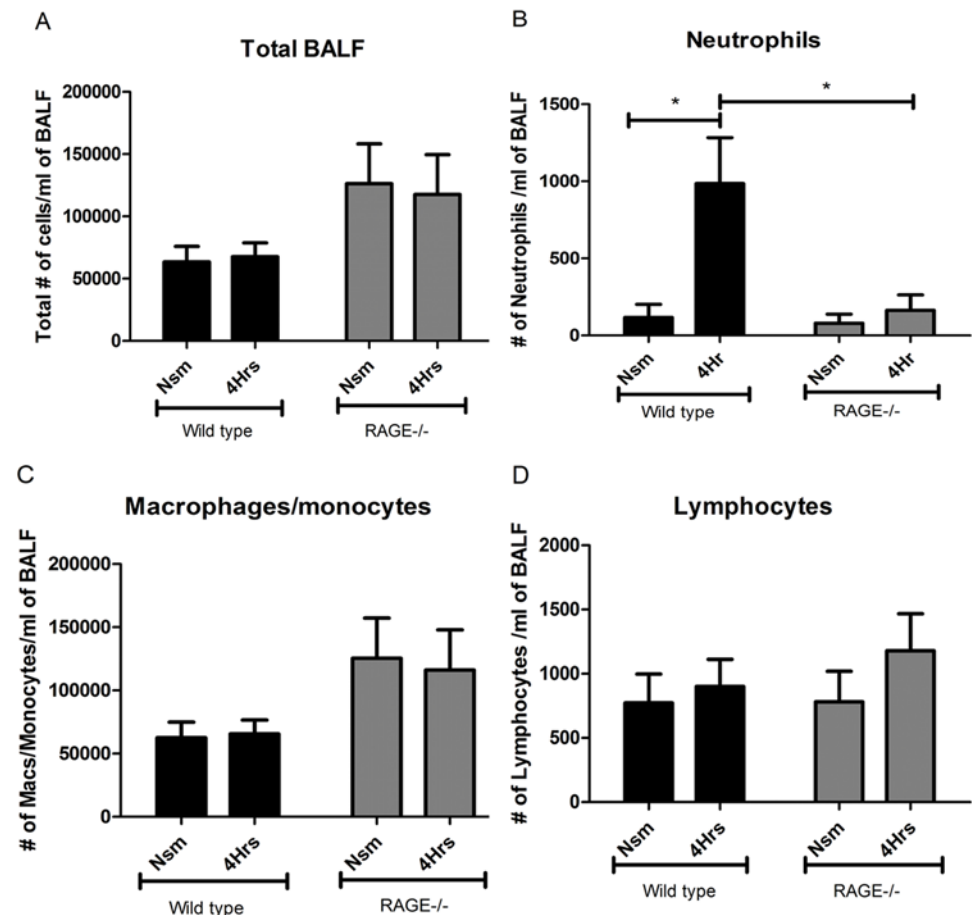 A
Total BALF
Total # of cells/ml of BALF
200000
150000
100000
50000
0
Nsm
4Hrs
Nsm
4Hrs
Wild type
RAGE-/-
B
Neutrophils
# of Neutrophils /ml of BALF
1500
1000
500
0
*
*
Nsm
4Hr
Nsm
4Hr
Wild type
RAGE-/-
C
Macrophages/monocytes
# of Macs/Monocytes/ml of BALF
200000
150000
100000
50000
0
Nsm
4Hrs
Nsm
4Hrs
Wild type
RAGE-/-
D
Lymphocytes
# of Lymphocytes /ml of BALF
2000
1500
1000
500
0
Nsm
4Hrs
Nsm
4Hrs
Wild type
RAGE-/-